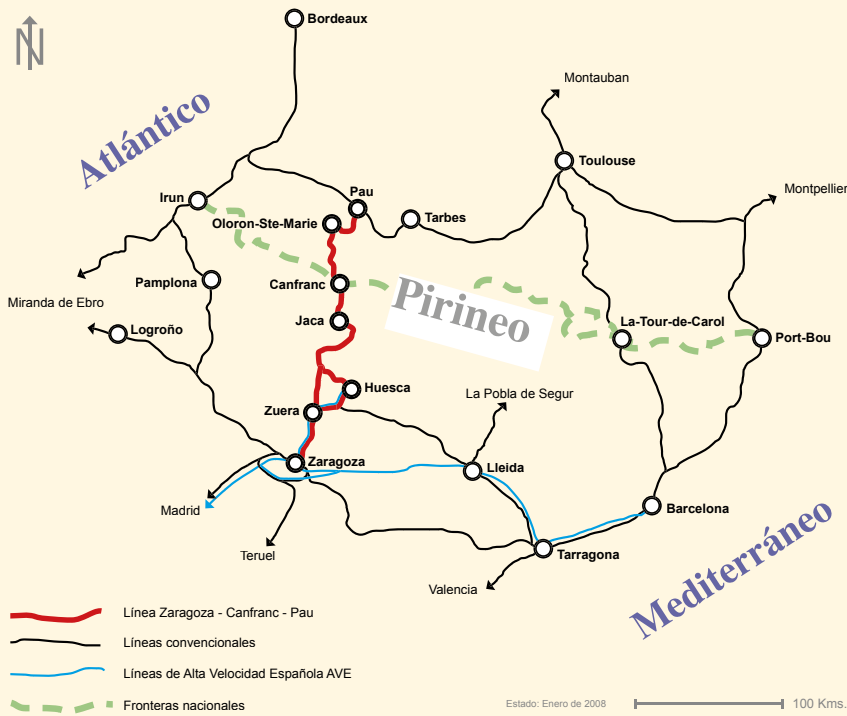 N
Bordeaux
Montauban
Atlántico
Toulouse
Irun
Pau
Montpellier
Oloron-Ste-Marie
Tarbes
Pamplona
Canfranc
Pirineo
Miranda de Ebro
Jaca
La-Tour-de-Carol
Logroño
Port-Bou
Huesca
La Pobla de Segur
Zuera
Zaragoza
Lleida
Madrid
Barcelona
Teruel
Tarragona
Mediterráneo
Valencia
Línea Zaragoza - Canfranc - Pau
Líneas convencionales
Líneas de Alta Velocidad Española AVE
Fronteras nacionales
Estado: Enero de 2008
100 Kms.